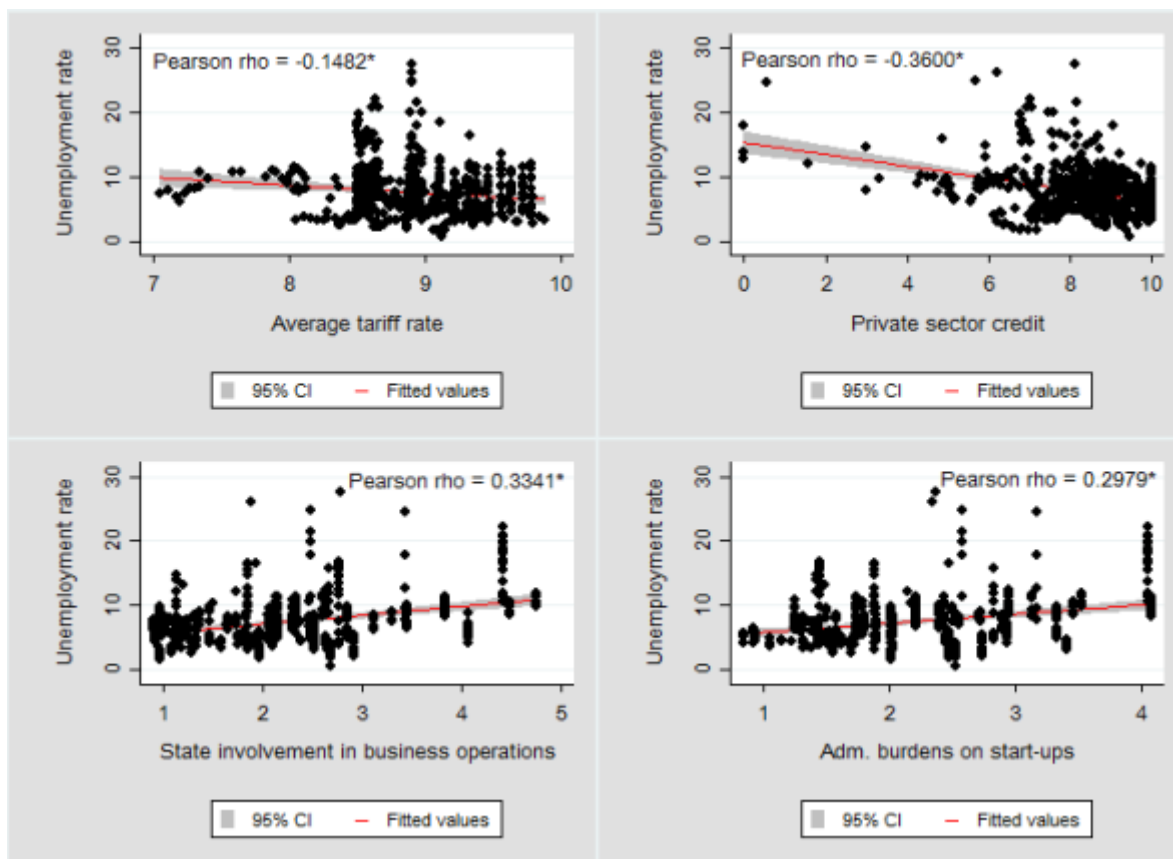 Pearson rho = -0.1482*
Unemployment rate
30
20
10
0
7 8 9 10
Average tariff rate
95% CI Fitted values
Pearson rho = -0.3600*
Unemployment rate
30
20
10
0
0 2 4 6 8 10
Private sector credit
95% CI Fitted values
Pearson rho = 0.3341*
Unemployment rate
30
20
10
0
1 2 3 4 5
State involvement in business operations
95% CI Fitted values
Pearson rho = 0.2979*
Unemployment rate
30
20
10
0
1 2 3 4
Adm. burdens on start-ups
95% CI Fitted values